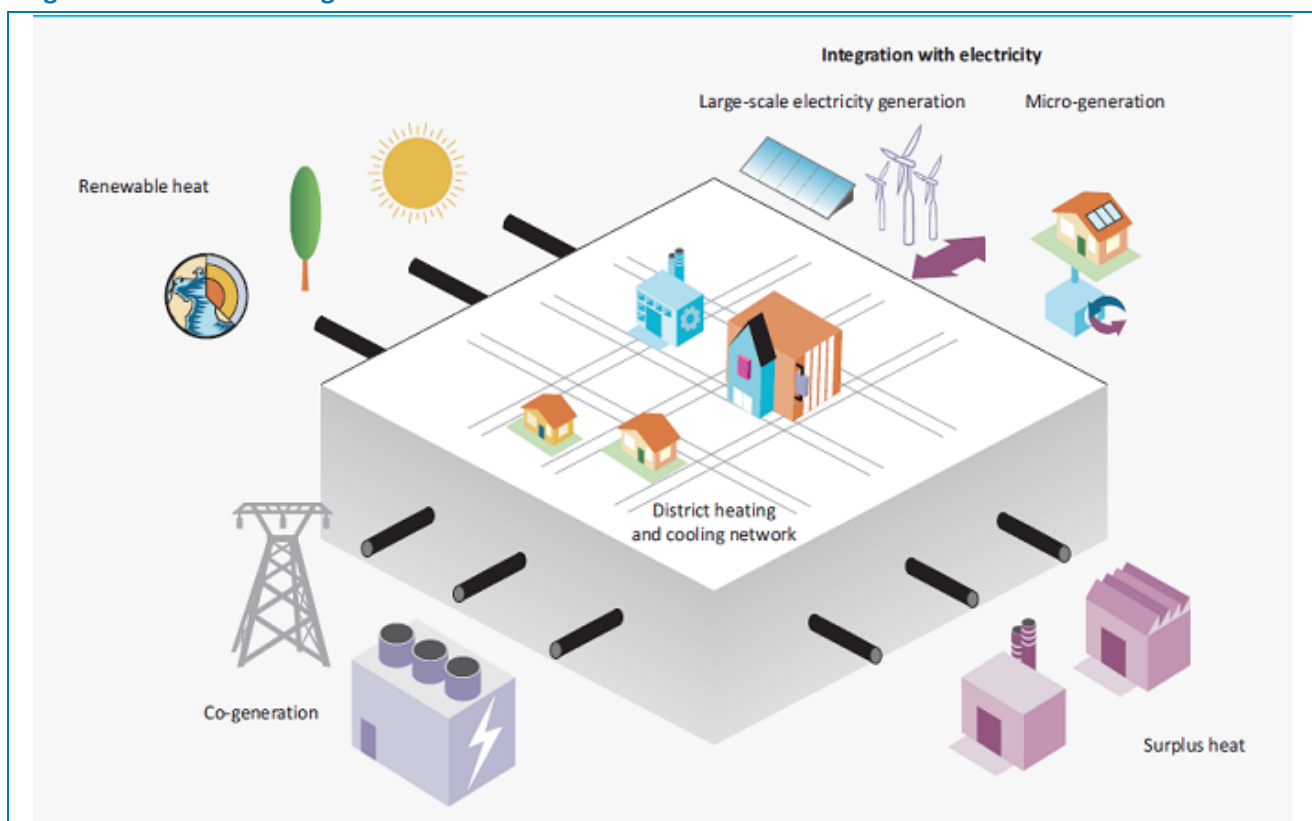 Integration with electricity
Large-scale electricity generation
Micro-generation
Renewable heat
District heating
and cooling network
Co-generation
Surplus heat